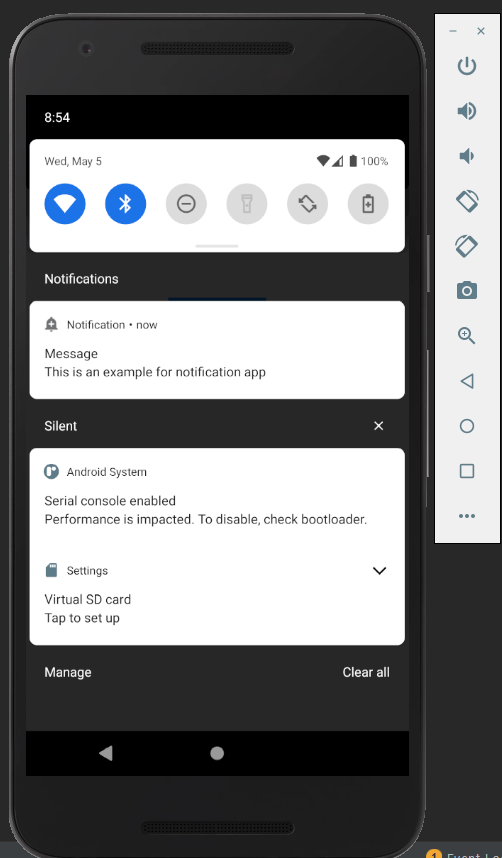 8:54
Wed, May 5
100%
Notifications
Notification • now
Message
This is an example for notification app
Silent
Android System
Serial console enabled
Performance is impacted. To disable, check bootloader.
Settings
Virtual SD card
Tap to set up
Manage
Clear all
1 Event